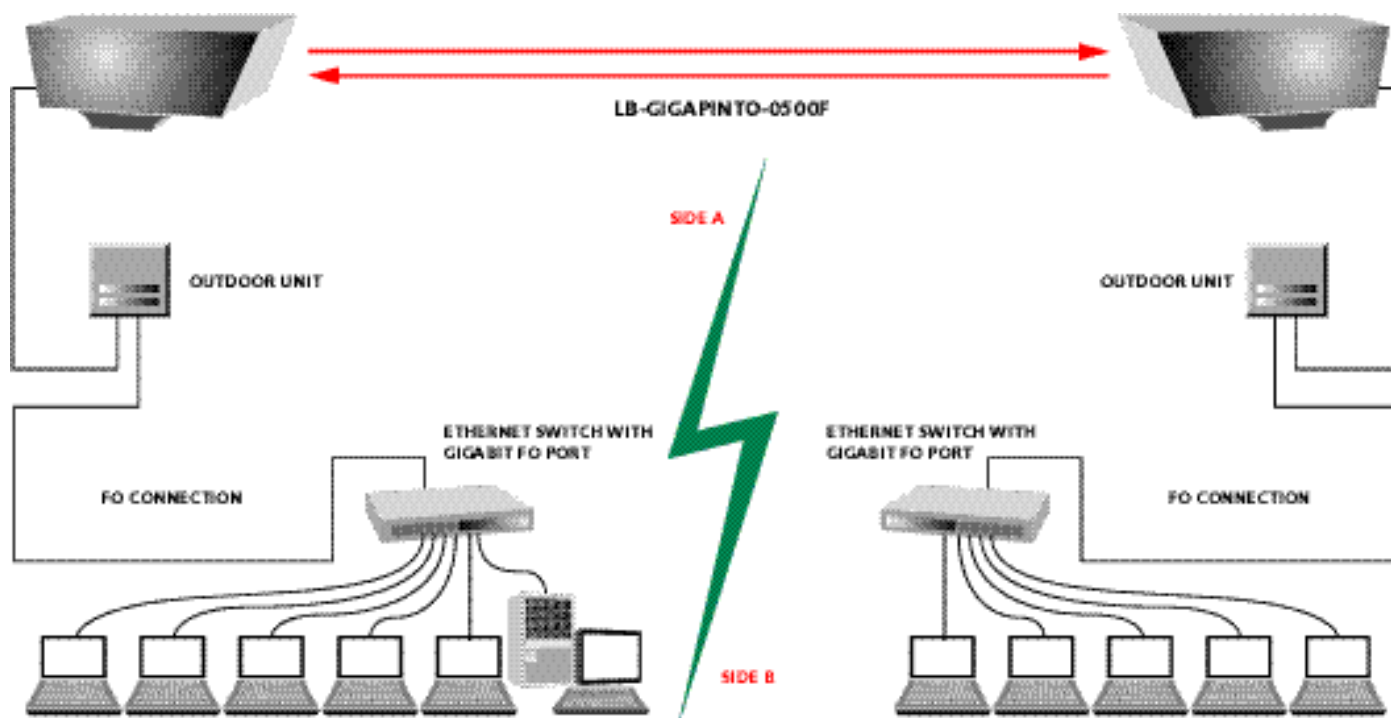 LB-GIGAPINTO-0500F
SIDE A
OUTDOOR UNIT
OUTDOOR UNIT
ETHERNET SWITCH WITH
GIGABIT FO PORT
ETHERNET SWITCH WITH
GIGABIT FO PORT
FO CONNECTION
FO CONNECTION
SIDE B